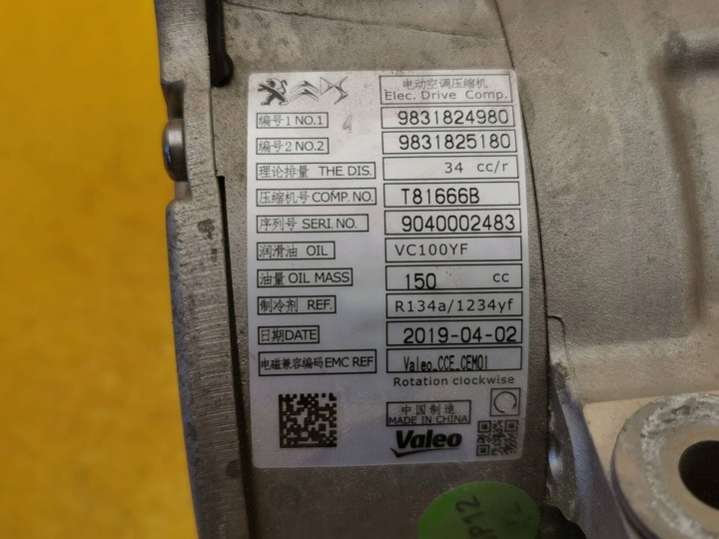 电动空调压缩机
Elec. Drive Comp.
编号1 NO.1 9831824980
编号2 NO.2 9831825180
理论排量 THE.DIS. 34 cc/r
压缩机号 COMP.NO. T81666B
序列号 SERI.NO. 9040002483
润滑油 OIL VC100YF
油量 OIL MASS 150 cc
制冷剂 REF. R134a/1234yf
日期DATE 2019-04-02
电磁兼容编码EMC REF Valeo_CCE_CEM01
Rotation clockwise
中国制造
MADE IN CHINA
Valeo